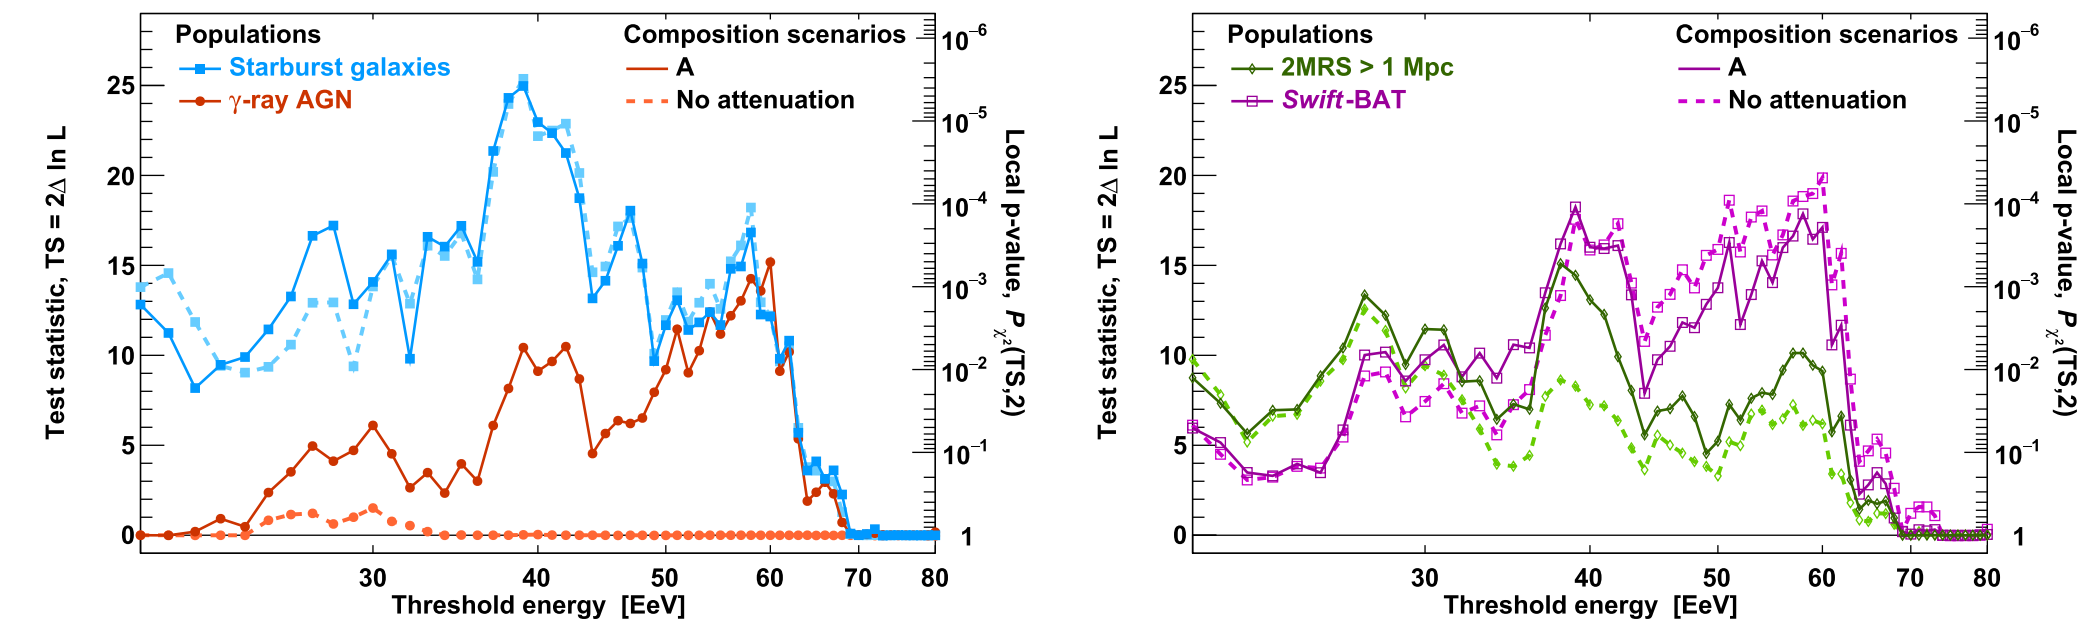 Populations
Starburst galaxies
γ-ray AGN
Composition scenarios
A
No attenuation
Test statistic, TS = 2Δ ln L
25
20
15
10
5
0
30 40 50 60 70 80
Threshold energy [EeV]
10⁻⁶
10⁻⁵
10⁻⁴
10⁻³
10⁻²
10⁻¹
1
Local p-value, P_χ²(TS,2)
Populations
2MRS > 1 Mpc
Swift-BAT
Composition scenarios
A
No attenuation
Test statistic, TS = 2Δ ln L
25
20
15
10
5
0
30 40 50 60 70 80
Threshold energy [EeV]
10⁻⁶
10⁻⁵
10⁻⁴
10⁻³
10⁻²
10⁻¹
1
Local p-value, P_χ²(TS,2)